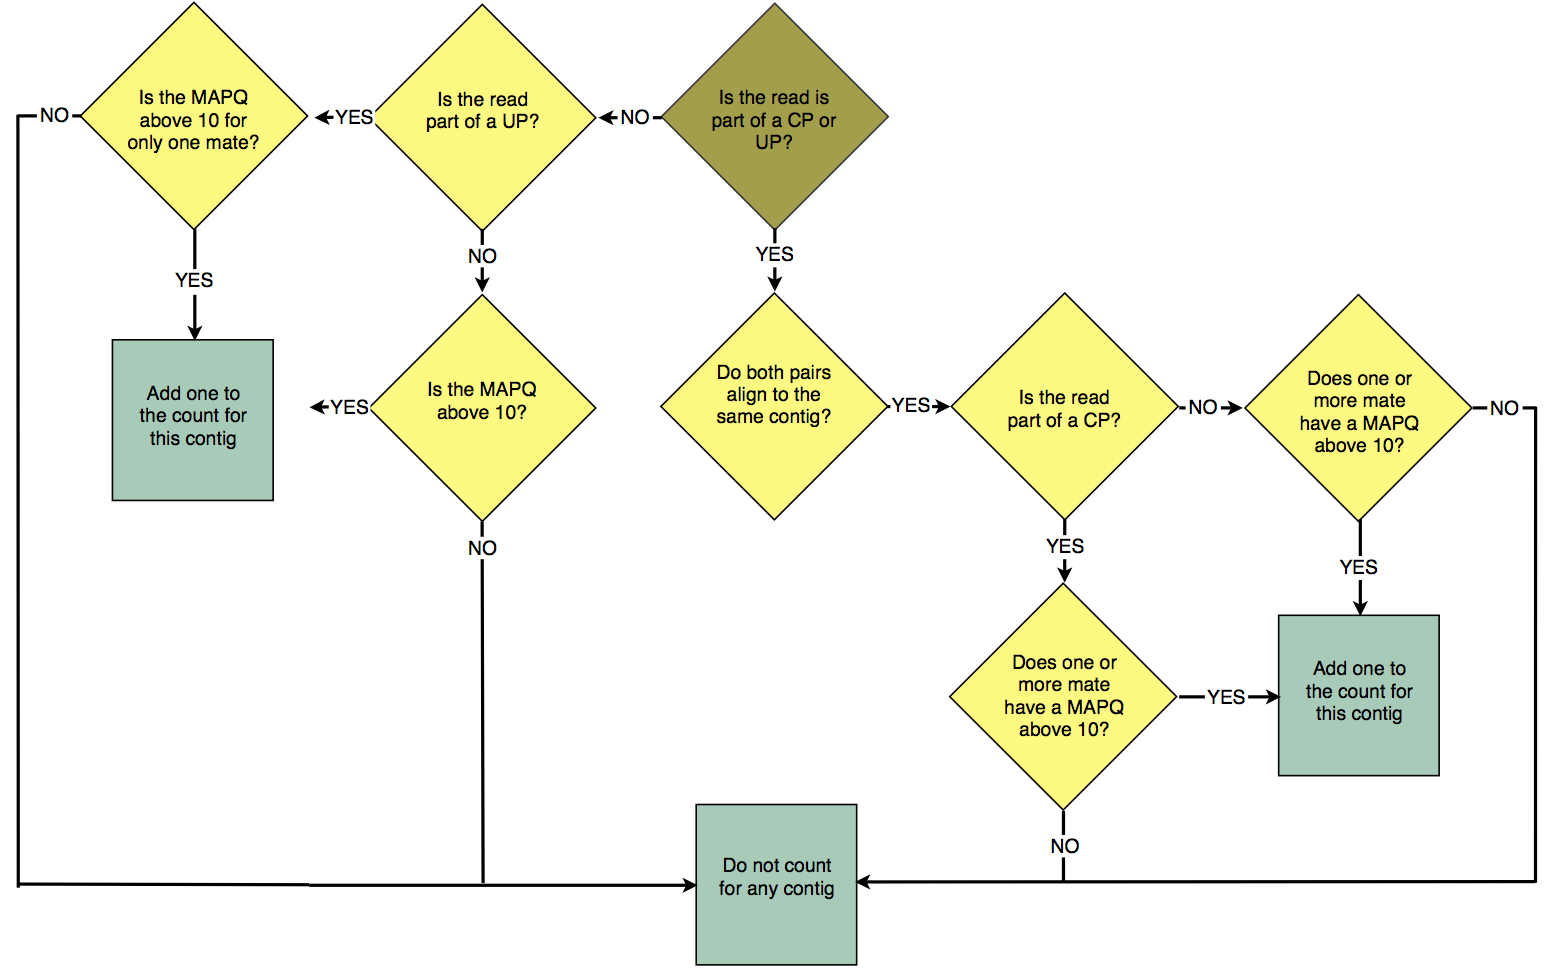 Is the MAPQ
above 10 for
only one mate?
NO
YES
Is the read
part of a UP?
YES
NO
Is the read is
part of a CP or
UP?
NO
YES
Add one to
the count for
this contig
Is the MAPQ
above 10?
YES
NO
Do both pairs
align to the
same contig?
YES
Is the read
part of a CP?
NO
YES
Does one or
more mate
have a MAPQ
above 10?
NO
YES
Does one or
more mate
have a MAPQ
above 10?
YES
NO
Add one to
the count for
this contig
Do not count
for any contig